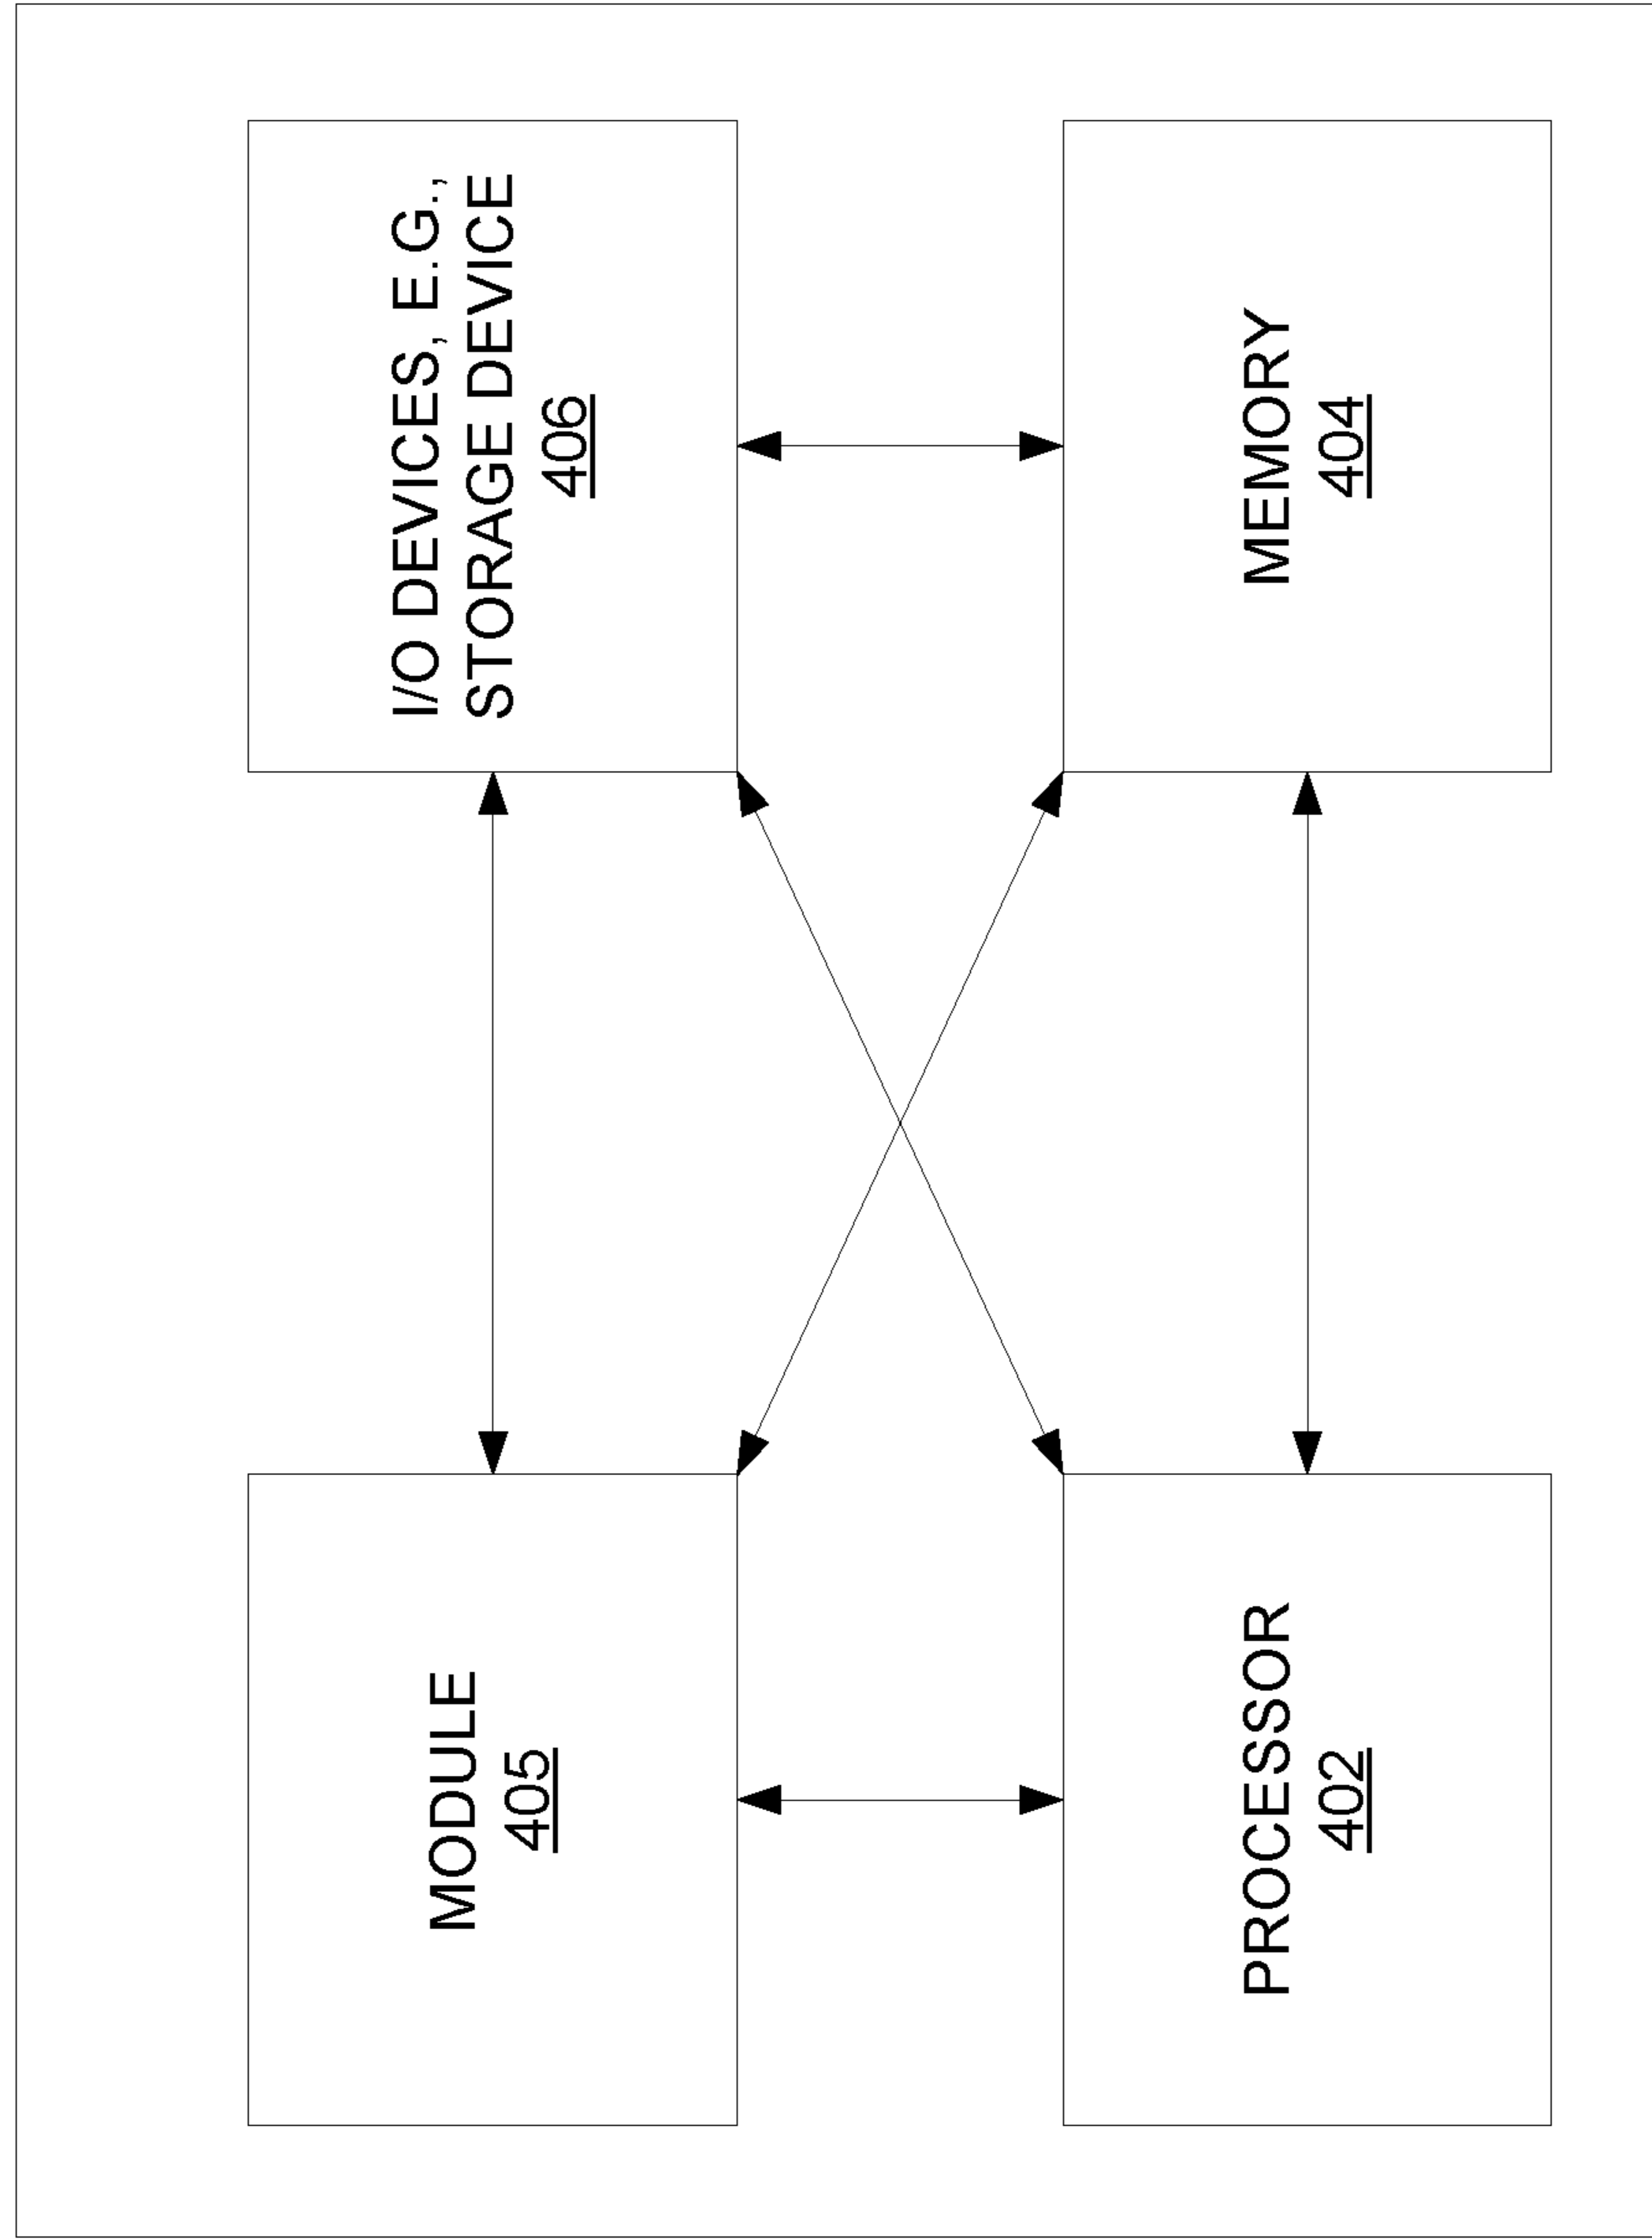 MODULE
405
I/O DEVICES, E.G.,
STORAGE DEVICE
406
PROCESSOR
402
MEMORY
404